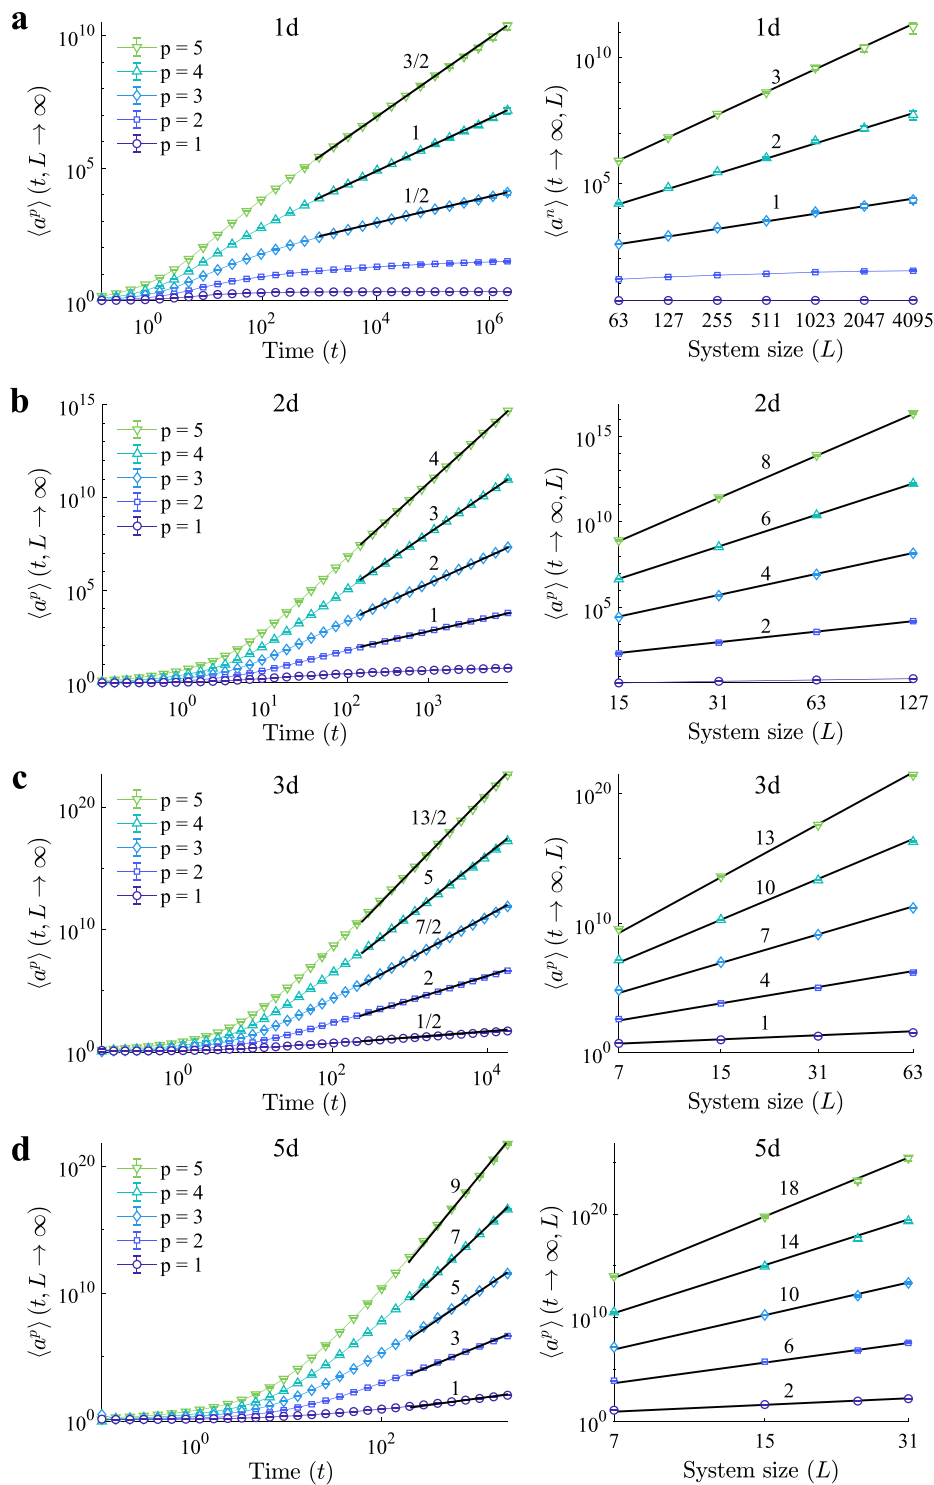 a
1d
1d
⟨a^p⟩ (t, L → ∞)
10^10
10^5
10^0
p = 5
p = 4
p = 3
p = 2
p = 1
3/2
1
1/2
10^0
10^2
10^4
10^6
Time (t)
⟨a^n⟩ (t → ∞, L)
10^10
10^5
3
2
1
63
127
255
511
1023
2047
4095
System size (L)
b
2d
2d
⟨a^p⟩ (t, L → ∞)
10^15
10^10
10^5
10^0
p = 5
p = 4
p = 3
p = 2
p = 1
4
3
2
1
10^0
10^1
10^2
10^3
Time (t)
⟨a^p⟩ (t → ∞, L)
10^15
10^10
10^5
8
6
4
2
15
31
63
127
System size (L)
c
3d
3d
⟨a^p⟩ (t, L → ∞)
10^20
10^10
10^0
p = 5
p = 4
p = 3
p = 2
p = 1
13/2
5
7/2
2
1/2
10^0
10^2
10^4
Time (t)
⟨a^p⟩ (t → ∞, L)
10^20
10^10
10^0
13
10
7
4
1
7
15
31
63
System size (L)
d
5d
5d
⟨a^p⟩ (t, L → ∞)
10^20
10^10
10^0
p = 5
p = 4
p = 3
p = 2
p = 1
9
7
5
3
1
10^0
10^2
Time (t)
⟨a^p⟩ (t → ∞, L)
10^20
10^10
10^0
18
14
10
6
2
7
15
31
System size (L)